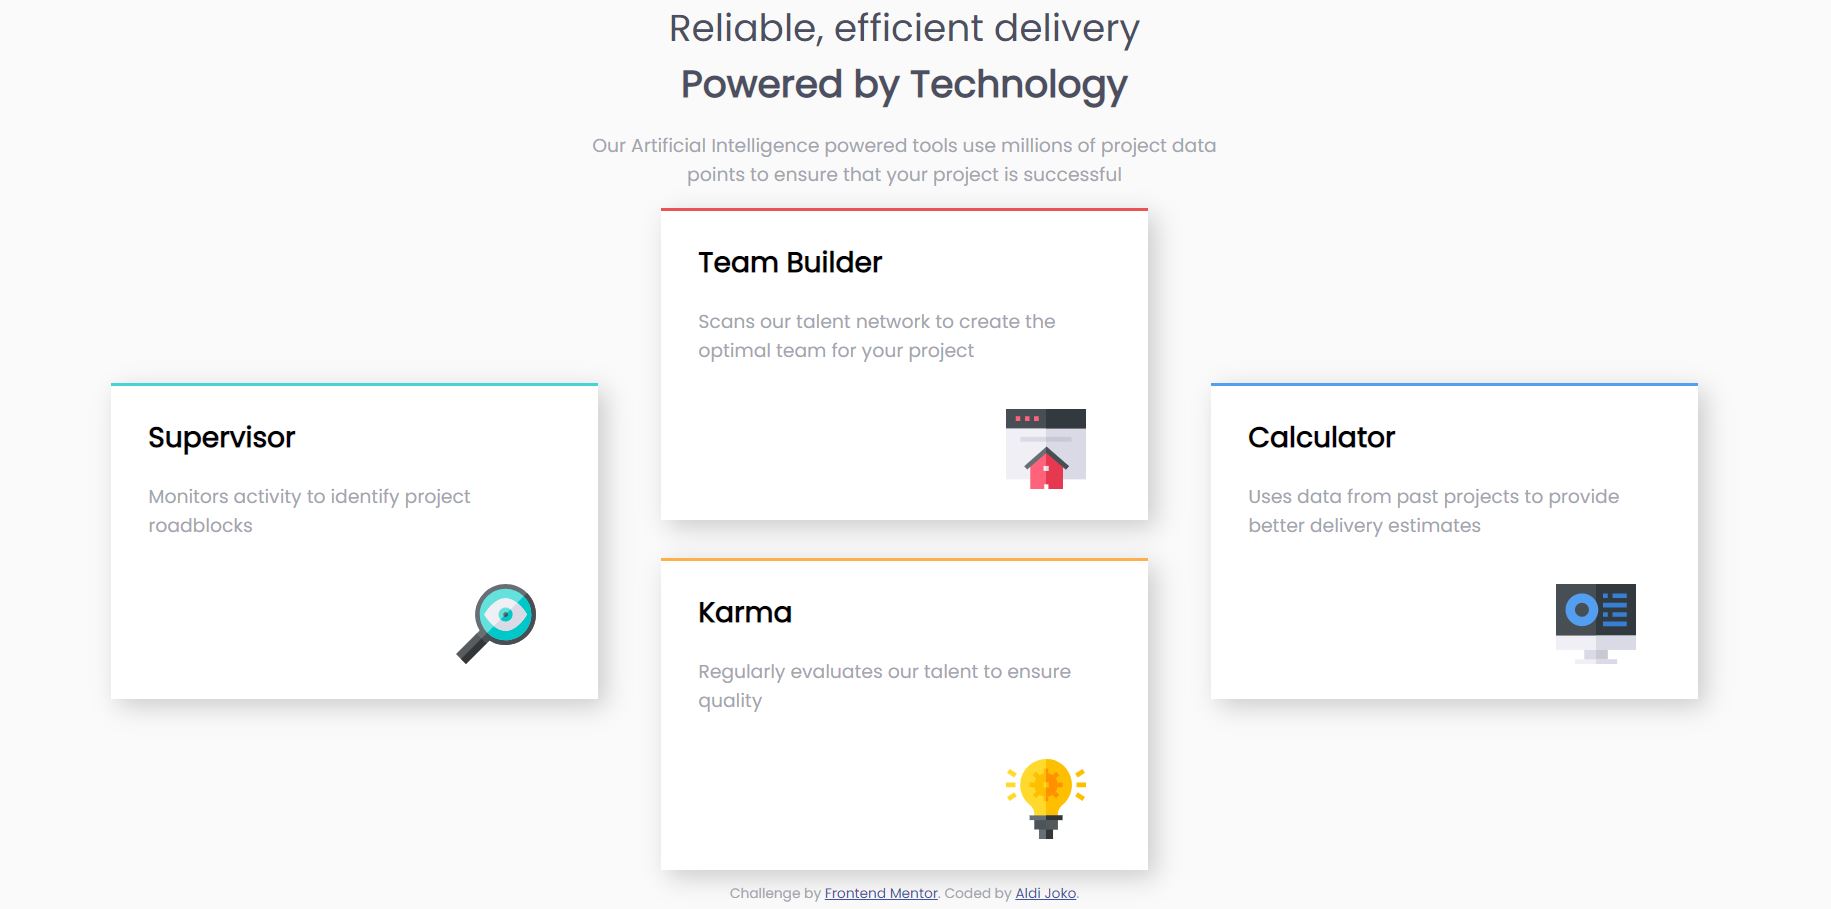 Reliable, efficient delivery
Powered by Technology
Our Artificial Intelligence powered tools use millions of project data
points to ensure that your project is successful
Team Builder
Scans our talent network to create the
optimal team for your project
Supervisor
Monitors activity to identify project
roadblocks
Calculator
Uses data from past projects to provide
better delivery estimates
Karma
Regularly evaluates our talent to ensure
quality
Challenge by Frontend Mentor. Coded by Aldi Joko.